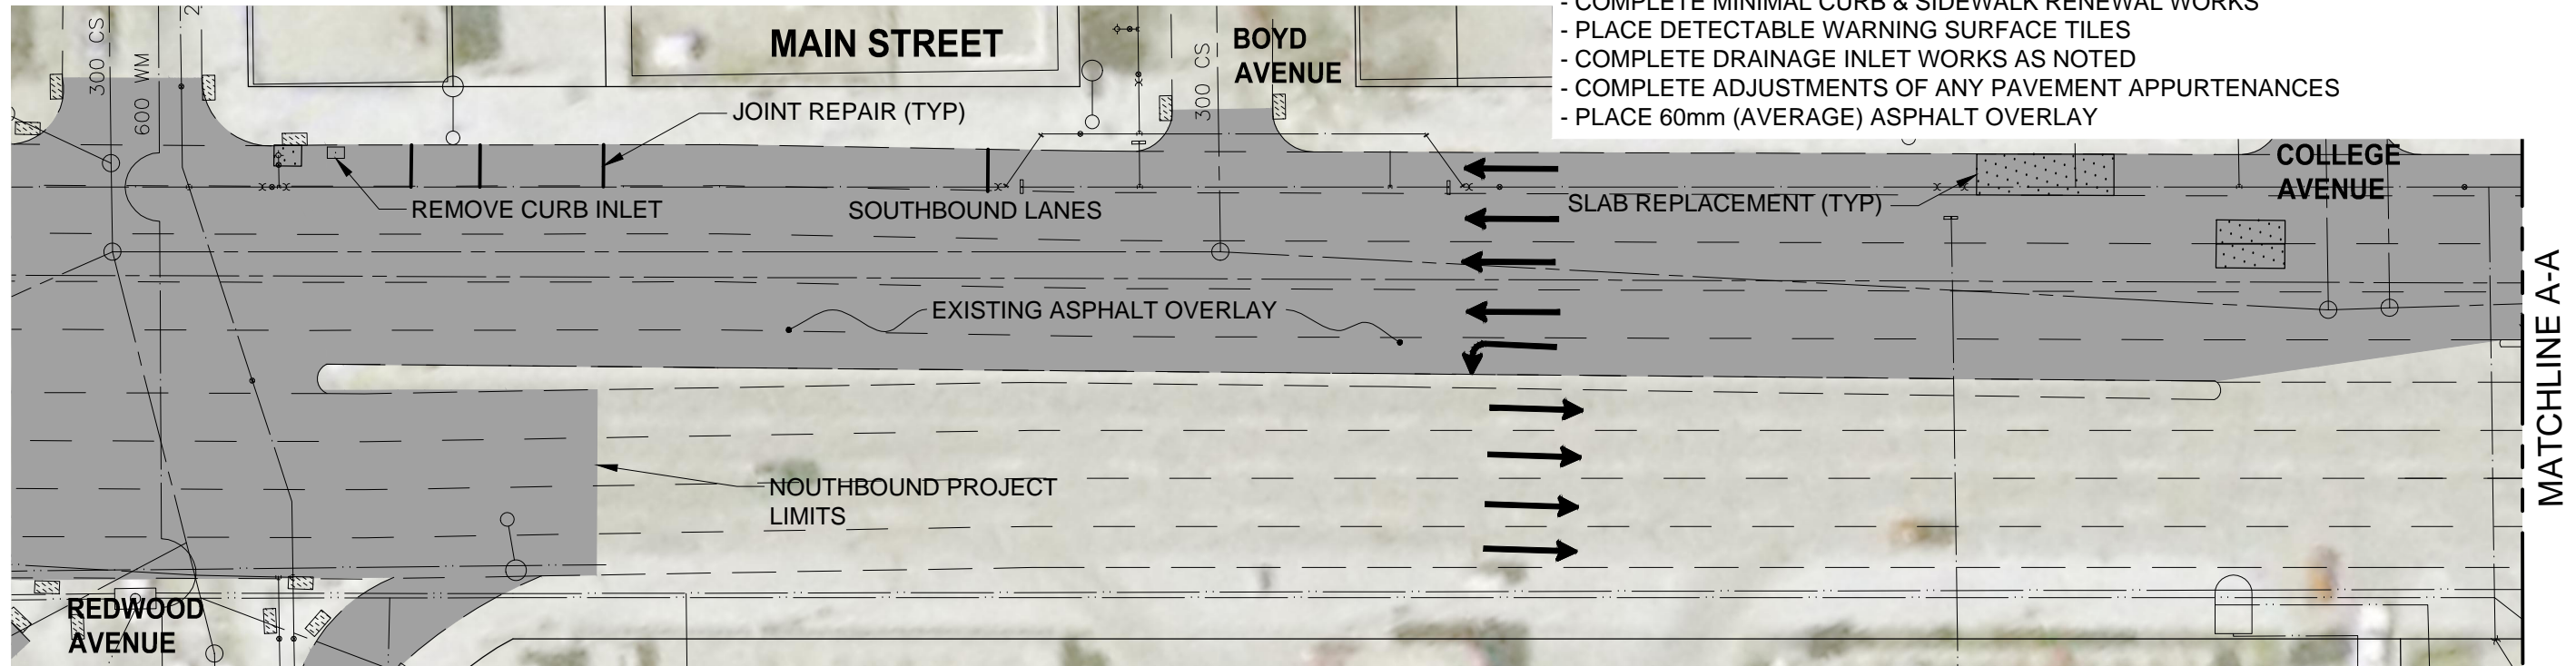 - COMPLETE MINIMAL CURB & SIDEWALK RENEWAL WORKS
- PLACE DETECTABLE WARNING SURFACE TILES
- COMPLETE DRAINAGE INLET WORKS AS NOTED
- COMPLETE ADJUSTMENTS OF ANY PAVEMENT APPURTENANCES
- PLACE 60mm (AVERAGE) ASPHALT OVERLAY
300 CS
600 WM
2
MAIN STREET
300 CS
BOYD
AVENUE
JOINT REPAIR (TYP)
COLLEGE
AVENUE
REMOVE CURB INLET
SOUTHBOUND LANES
SLAB REPLACEMENT (TYP)
EXISTING ASPHALT OVERLAY
MATCHLINE A-A
NOUTHBOUND PROJECT
LIMITS
REDWOOD
AVENUE